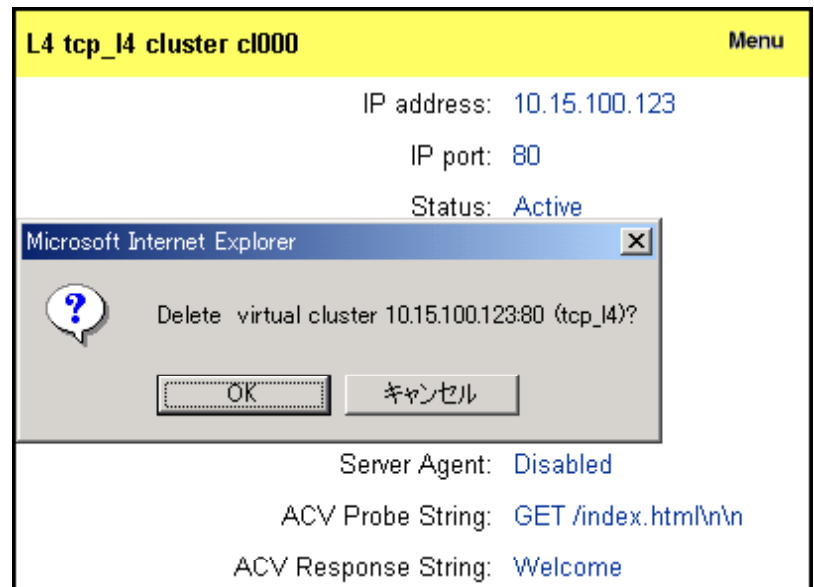 L4 tcp_l4 cluster cl000 Menu
IP address: 10.15.100.123
IP port: 80
Status: Active
Microsoft Internet Explorer
?
Delete virtual cluster 10.15.100.123:80 (tcp_l4)?
OK キャンセル
Server Agent: Disabled
ACV Probe String: GET /index.html\n\n
ACV Response String: Welcome